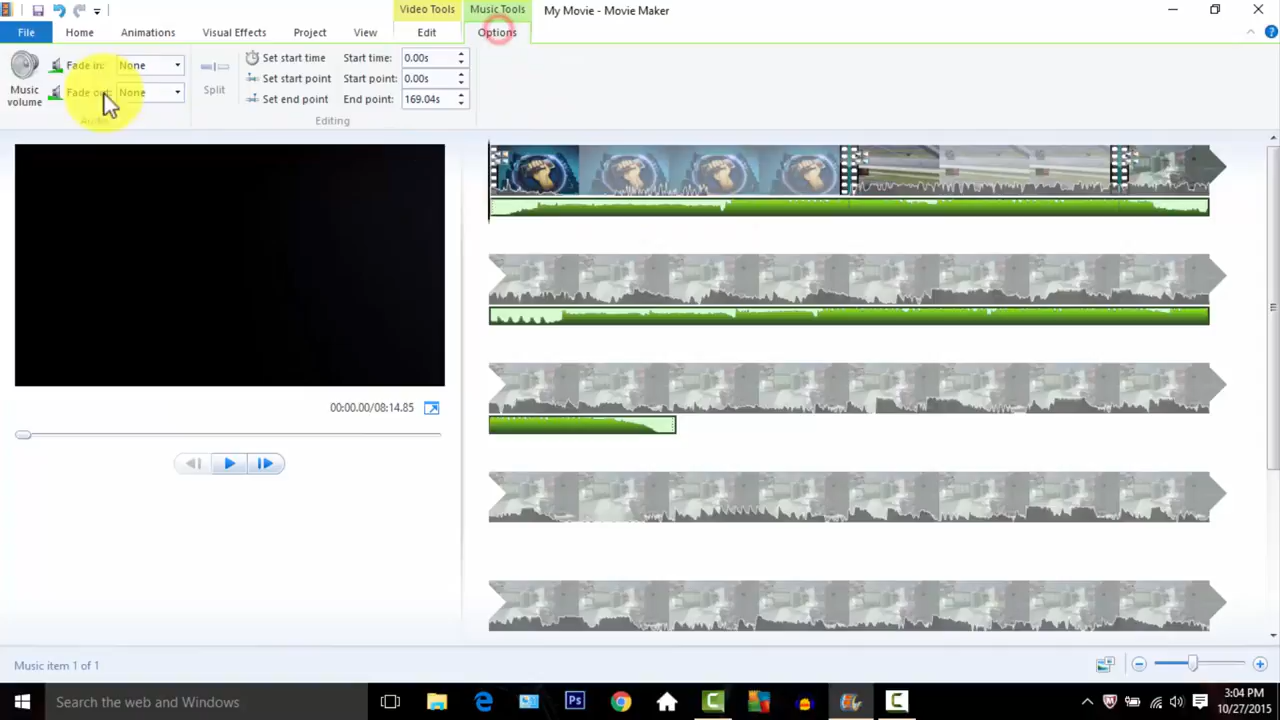 Video Tools
Music Tools
My Movie - Movie Maker
File
Home
Animations
Visual Effects
Project
View
Edit
Options
Music volume
Fade in:
None
Fade out:
None
Audio
Split
Set start time
Start time:
0.00s
Set start point
Start point:
0.00s
Set end point
End point:
169.04s
Editing
00:00.00/08:14.85
Music item 1 of 1
Search the web and Windows
Ps
3:04 PM
10/27/2015